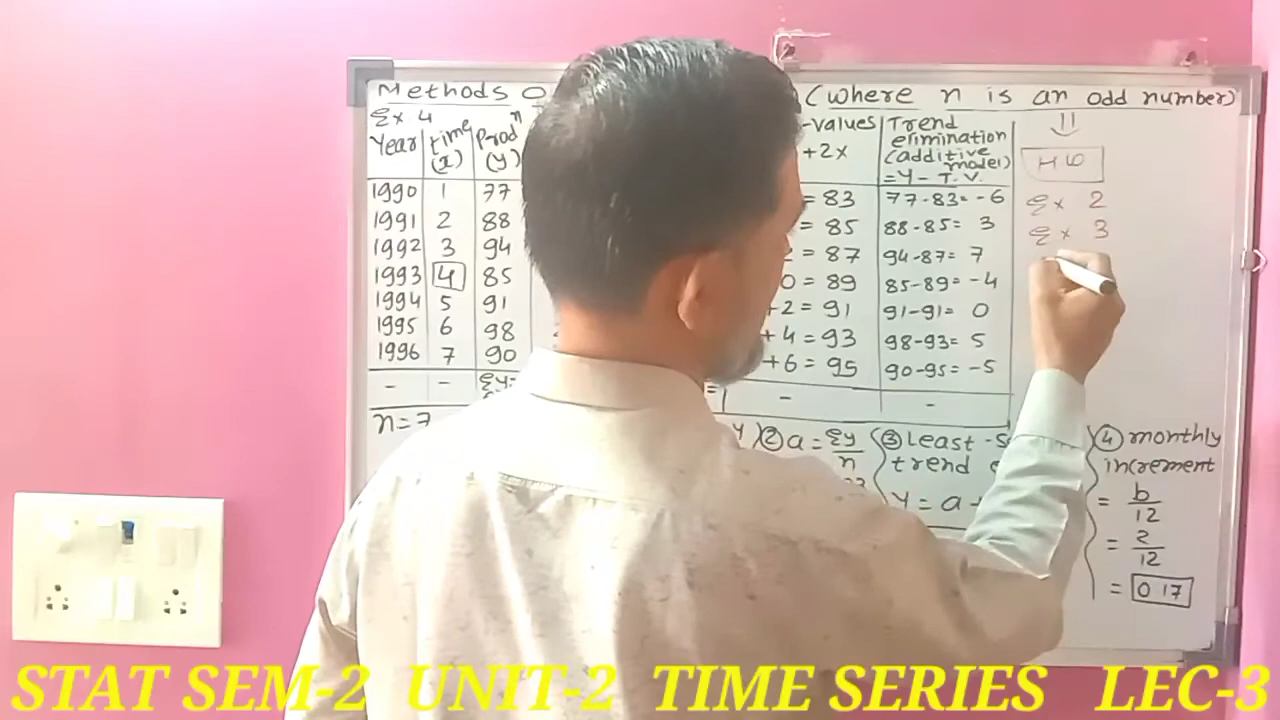 Methods O (where n is an odd number)
Ex 4
Year time (x) Prodn (y) -values +2x Trend elimination (additive model) = Y - T.V.
1990 1 77 = 83 77-83= -6
1991 2 88 = 85 88-85= 3
1992 3 94 = 87 94-87= 7
1993 4 85 0 = 89 85-89= -4
1994 5 91 +2 = 91 91-91= 0
1995 6 98 +4 = 93 98-93= 5
1996 7 90 +6 = 95 90-95= -5
- - Σy= - -
n=7
② a = Σy/n
③ Least -S
trend
Y = a +
④ monthly
increment
= b/12
= 2/12
= 0.17
HW
Ex 2
Ex 3
STAT SEM-2 UNIT-2 TIME SERIES LEC-3